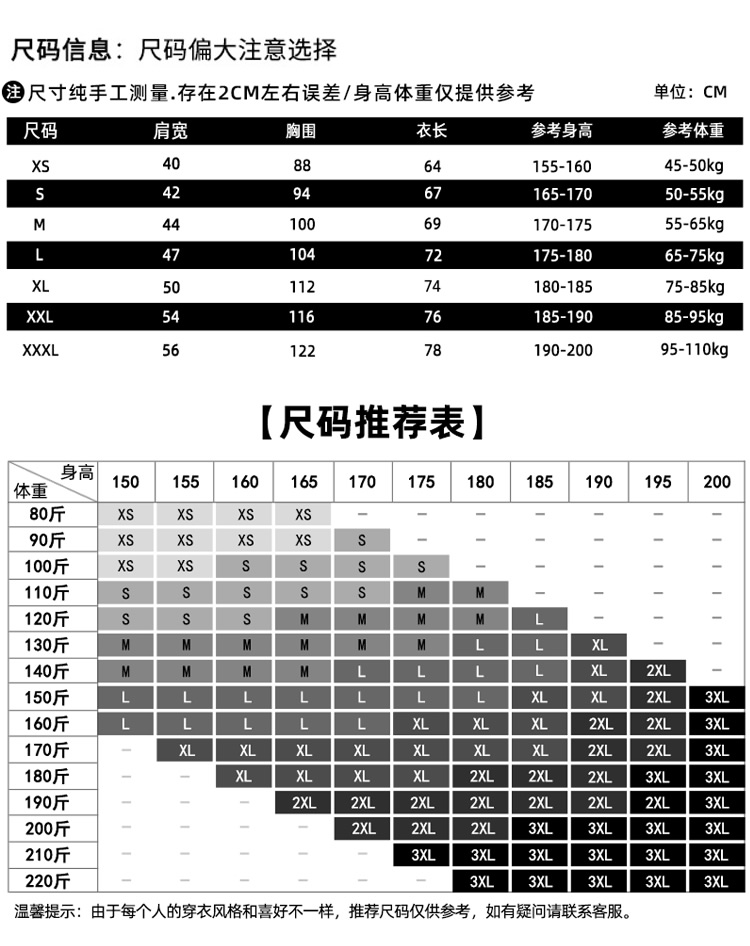 尺码信息：尺码偏大注意选择
注 尺寸纯手工测量.存在2CM左右误差/身高体重仅提供参考 单位：CM
尺码 肩宽 胸围 衣长 参考身高 参考体重
XS 40 88 64 155-160 45-50kg
S 42 94 67 165-170 50-55kg
M 44 100 69 170-175 55-65kg
L 47 104 72 175-180 65-75kg
XL 50 112 74 180-185 75-85kg
XXL 54 116 76 185-190 85-95kg
XXXL 56 122 78 190-200 95-110kg
【尺码推荐表】
身高 体重 150 155 160 165 170 175 180 185 190 195 200
80斤 XS XS XS XS — — — — — — —
90斤 XS XS XS XS S — — — — — —
100斤 XS XS S S S S — — — — —
110斤 S S S S S M M — — — —
120斤 S S S M M M M L — — —
130斤 M M M M M M L L XL — —
140斤 M M M M L L L L XL 2XL —
150斤 L L L L L L L XL XL 2XL 3XL
160斤 L L L L L XL XL XL 2XL 2XL 3XL
170斤 — XL XL XL XL XL XL XL 2XL 2XL 3XL
180斤 — — XL XL XL XL 2XL 2XL 2XL 3XL 3XL
190斤 — — — 2XL 2XL 2XL 2XL 2XL 2XL 3XL 3XL
200斤 — — — — 2XL 2XL 2XL 3XL 3XL 3XL 3XL
210斤 — — — — — 3XL 3XL 3XL 3XL 3XL 3XL
220斤 — — — — — — 3XL 3XL 3XL 3XL 3XL
温馨提示：由于每个人的穿衣风格和喜好不一样，推荐尺码仅供参考，如有疑问请联系客服。